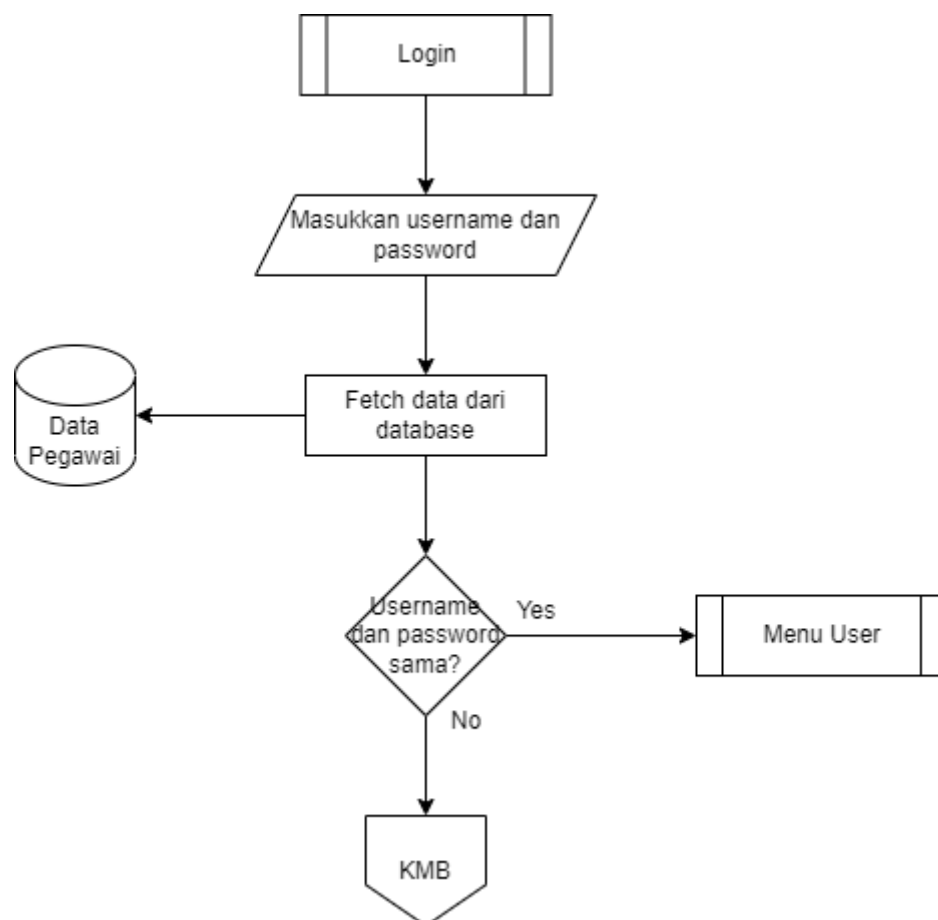 Login
Masukkan username dan
password
Fetch data dari
database
Data
Pegawai
Username
dan password
sama?
Yes
Menu User
No
KMB